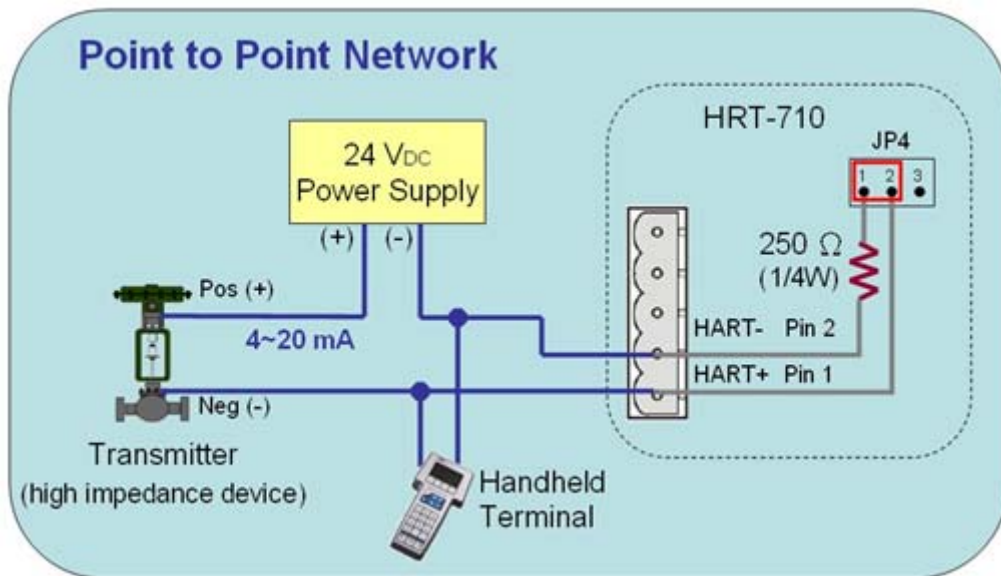 Point to Point Network
HRT-710
JP4
1 2 3
24 VDC
Power Supply
(+) (-)
250 Ω
(1/4W)
Pos (+)
4~20 mA
HART- Pin 2
HART+ Pin 1
Neg (-)
Transmitter
(high impedance device)
Handheld
Terminal